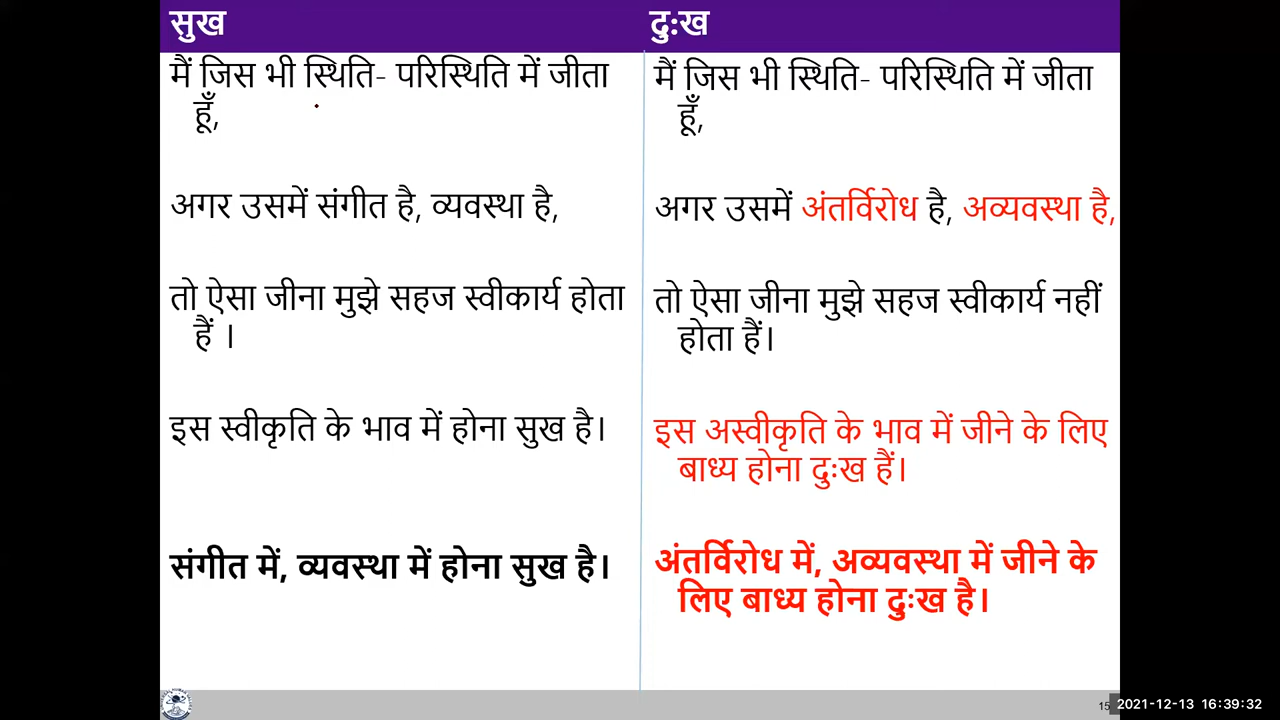 सुख
मैं जिस भी स्थिति- परिस्थिति में जीता
हूँ,
अगर उसमें संगीत है, व्यवस्था है,
तो ऐसा जीना मुझे सहज स्वीकार्य होता
हैं ।
इस स्वीकृति के भाव में होना सुख है।
संगीत में, व्यवस्था में होना सुख है।
दुःख
मैं जिस भी स्थिति- परिस्थिति में जीता
हूँ,
अगर उसमें अंतर्विरोध है, अव्यवस्था है,
तो ऐसा जीना मुझे सहज स्वीकार्य नहीं
होता हैं।
इस अस्वीकृति के भाव में जीने के लिए
बाध्य होना दुःख हैं।
अंतर्विरोध में, अव्यवस्था में जीने के
लिए बाध्य होना दुःख है।
15
2021-12-13 16:39:32